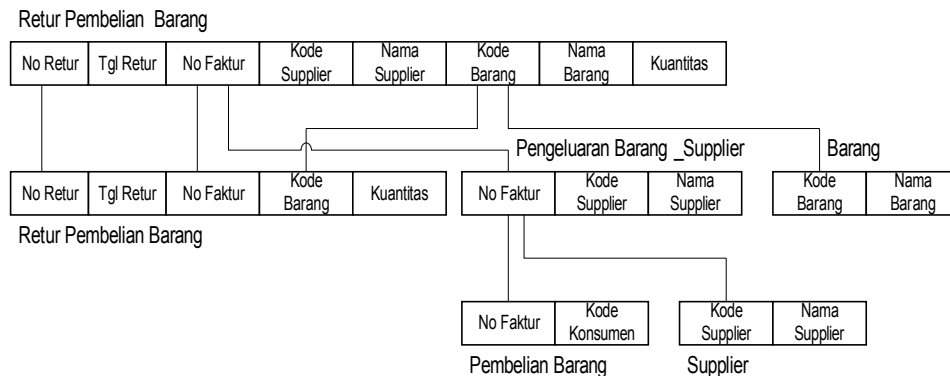 Retur Pembelian Barang
No Retur Tgl Retur No Faktur Kode Supplier Nama Supplier Kode Barang Nama Barang Kuantitas
Pengeluaran Barang _Supplier Barang
No Retur Tgl Retur No Faktur Kode Barang Kuantitas No Faktur Kode Supplier Nama Supplier Kode Barang Nama Barang
Retur Pembelian Barang
No Faktur Kode Konsumen Kode Supplier Nama Supplier
Pembelian Barang Supplier